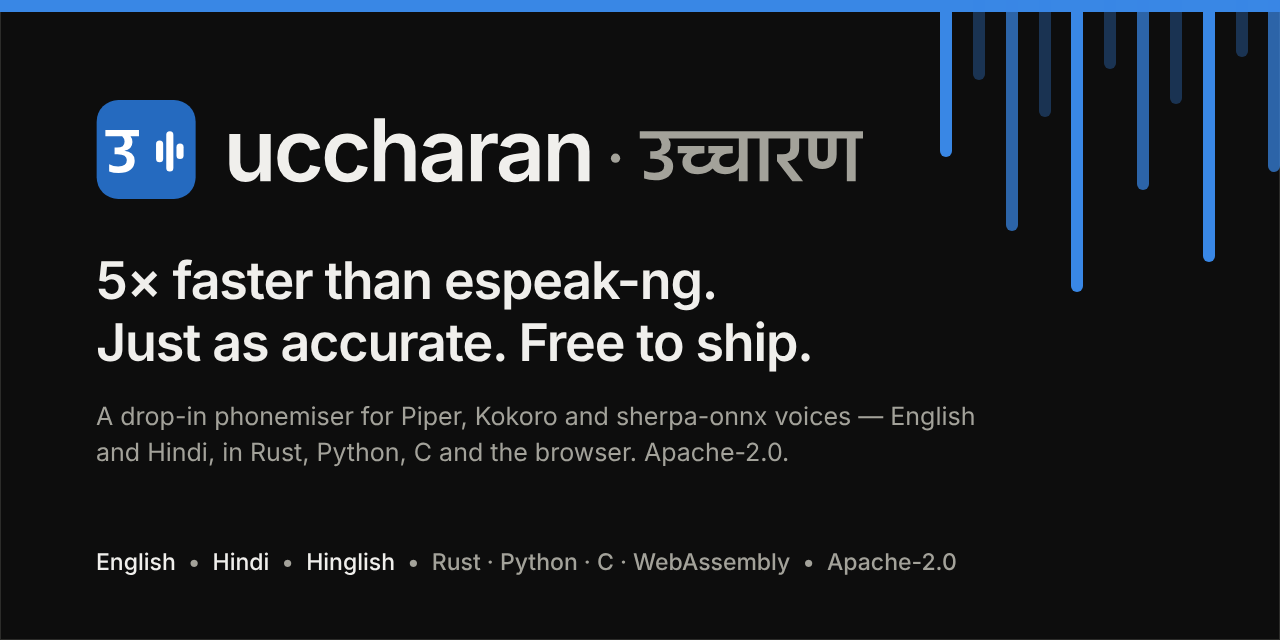 उ
uccharan · उच्चारण
5× faster than espeak-ng.
Just as accurate. Free to ship.
A drop-in phonemiser for Piper, Kokoro and sherpa-onnx voices — English
and Hindi, in Rust, Python, C and the browser. Apache-2.0.
English • Hindi • Hinglish • Rust · Python · C · WebAssembly • Apache-2.0